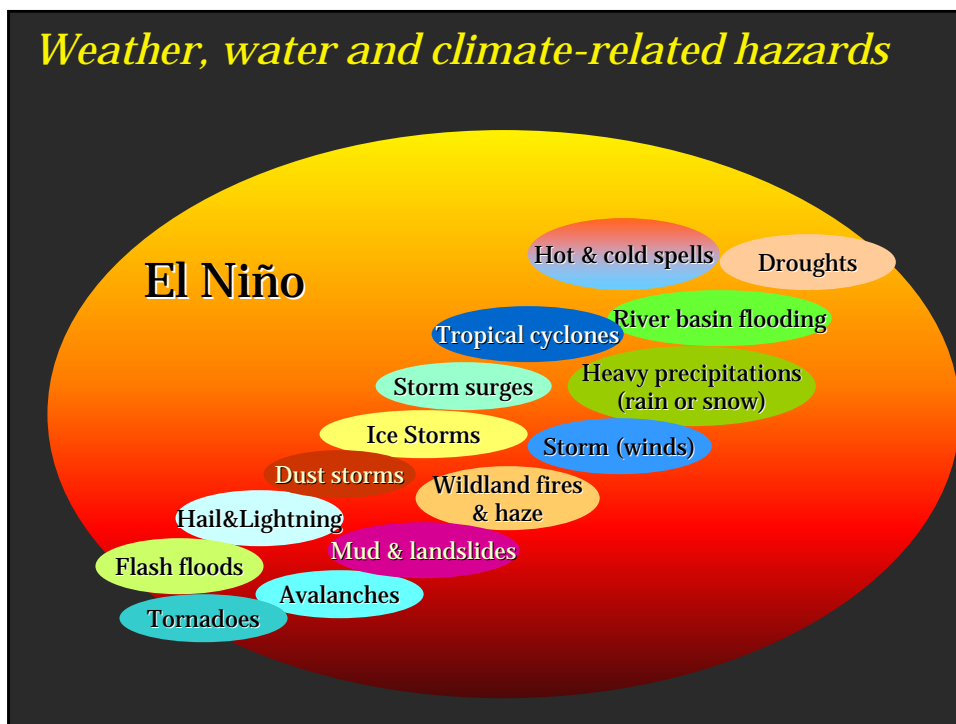 Weather, water and climate-related hazards
El Niño
Hot & cold spells
Droughts
River basin flooding
Tropical cyclones
Heavy precipitations
(rain or snow)
Storm surges
Ice Storms
Storm (winds)
Dust storms
Wildland fires
& haze
Hail&Lightning
Mud & landslides
Flash floods
Avalanches
Tornadoes